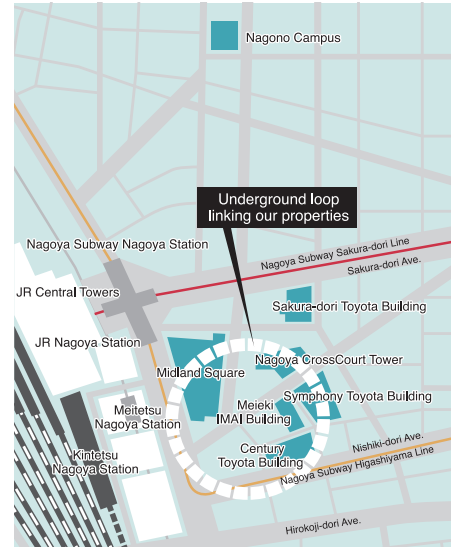 Nagono Campus
Underground loop
linking our properties
Nagoya Subway Nagoya Station
Nagoya Subway Sakura-dori Line
Sakura-dori Ave.
JR Central Towers
Sakura-dori Toyota Building
JR Nagoya Station
Nagoya CrossCourt Tower
Midland Square
Symphony Toyota Building
Meitetsu
Nagoya Station
Meieki
IMAI Building
Kintetsu
Nagoya Station
Century
Toyota Building
Nishiki-dori Ave.
Nagoya Subway Higashiyama Line
Hirokoji-dori Ave.